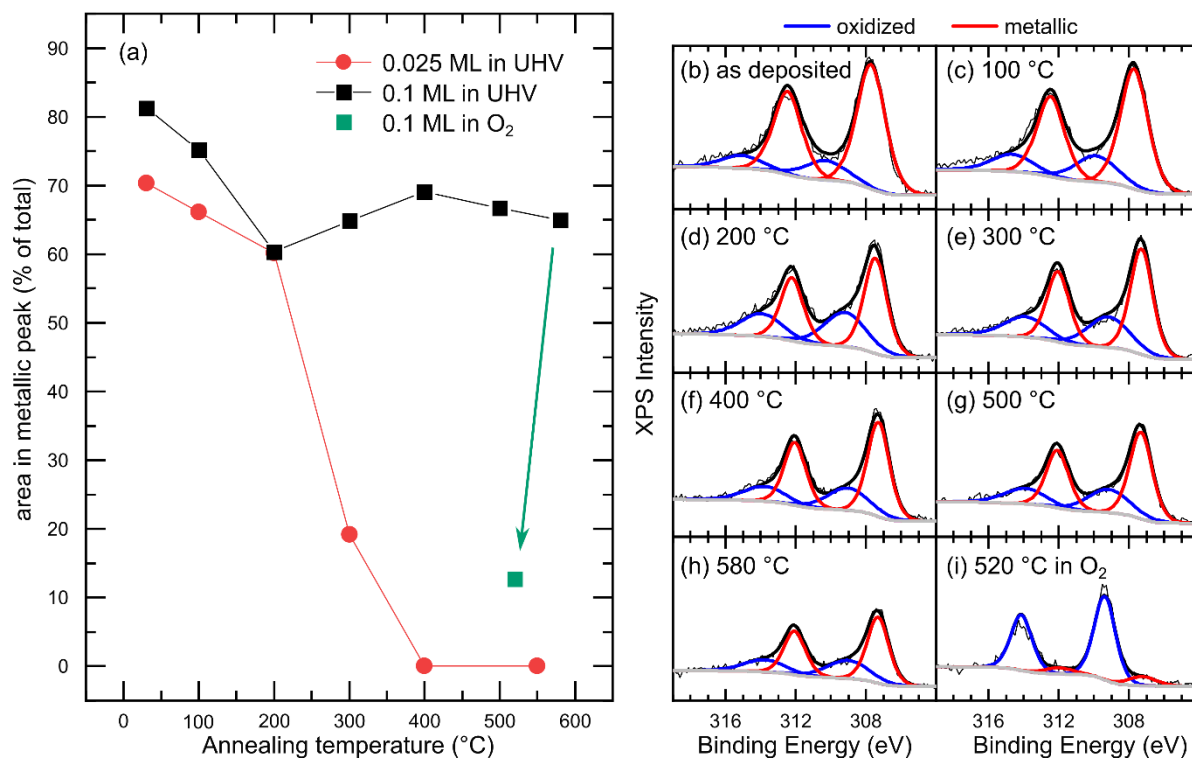 (a)
0.025 ML in UHV
0.1 ML in UHV
0.1 ML in O₂
area in metallic peak (% of total)
90
80
70
60
50
40
30
20
10
0
0 100 200 300 400 500 600
Annealing temperature (°C)
oxidized metallic
(b) as deposited
(c) 100 °C
(d) 200 °C
(e) 300 °C
(f) 400 °C
(g) 500 °C
(h) 580 °C
(i) 520 °C in O₂
XPS Intensity
316 312 308
316 312 308
Binding Energy (eV)
Binding Energy (eV)